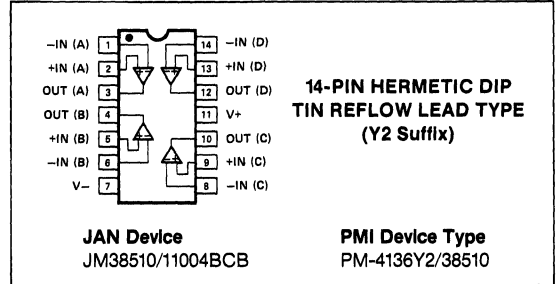 −IN (A) 1 14 −IN (D)
+IN (A) 2 13 +IN (D)
OUT (A) 3 12 OUT (D)
OUT (B) 4 11 V+
+IN (B) 5 10 OUT (C)
−IN (B) 6 9 +IN (C)
V− 7 8 −IN (C)
14-PIN HERMETIC DIP
TIN REFLOW LEAD TYPE
(Y2 Suffix)
JAN Device
JM38510/11004BCB
PMI Device Type
PM-4136Y2/38510